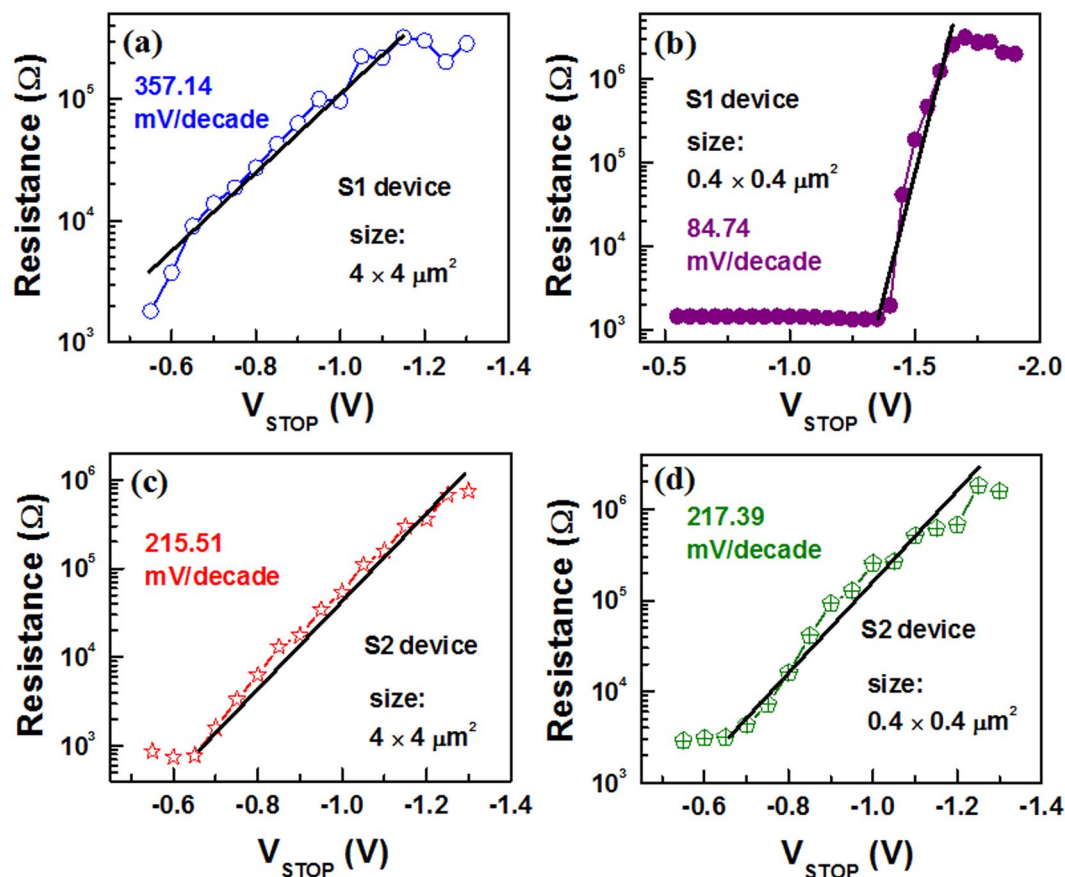 (a)
357.14
mV/decade
S1 device
size:
4 × 4 μm²
Resistance (Ω)
10⁵
10⁴
10³
-0.6 -0.8 -1.0 -1.2 -1.4
V_STOP (V)
(b)
S1 device
size:
0.4 × 0.4 μm²
84.74
mV/decade
Resistance (Ω)
10⁶
10⁵
10⁴
10³
-0.5 -1.0 -1.5 -2.0
V_STOP (V)
(c)
215.51
mV/decade
S2 device
size:
4 × 4 μm²
Resistance (Ω)
10⁶
10⁵
10⁴
10³
-0.6 -0.8 -1.0 -1.2 -1.4
V_STOP (V)
(d)
217.39
mV/decade
S2 device
size:
0.4 × 0.4 μm²
Resistance (Ω)
10⁶
10⁵
10⁴
10³
-0.6 -0.8 -1.0 -1.2 -1.4
V_STOP (V)